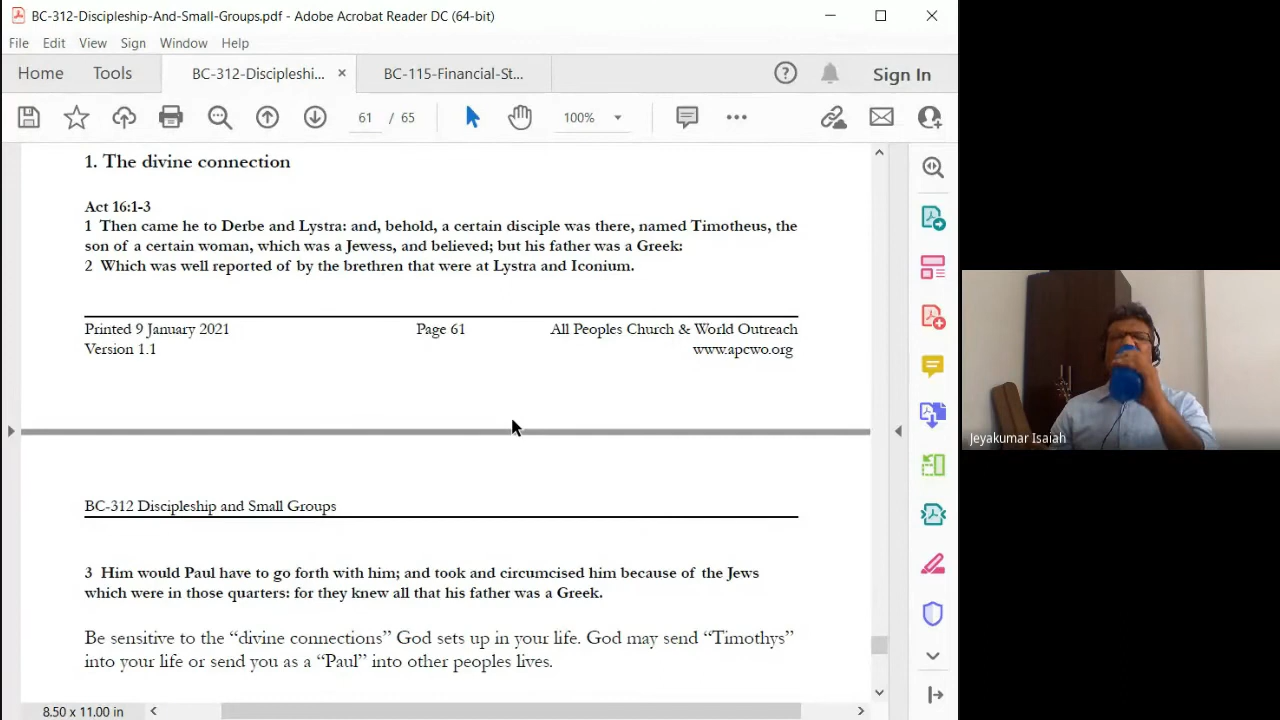 BC-312-Discipleship-And-Small-Groups.pdf - Adobe Acrobat Reader DC (64-bit)
File Edit View Sign Window Help
Home Tools BC-312-Discipleshi... × BC-115-Financial-St... Sign In
61 / 65 100%
1. The divine connection
Act 16:1-3
1 Then came he to Derbe and Lystra: and, behold, a certain disciple was there, named Timotheus, the
son of a certain woman, which was a Jewess, and believed; but his father was a Greek:
2 Which was well reported of by the brethren that were at Lystra and Iconium.
Printed 9 January 2021 Page 61 All Peoples Church & World Outreach
Version 1.1 www.apcwo.org
Jeyakumar Isaiah
BC-312 Discipleship and Small Groups
3 Him would Paul have to go forth with him; and took and circumcised him because of the Jews
which were in those quarters: for they knew all that his father was a Greek.
Be sensitive to the “divine connections” God sets up in your life. God may send “Timothys”
into your life or send you as a “Paul” into other peoples lives.
8.50 x 11.00 in